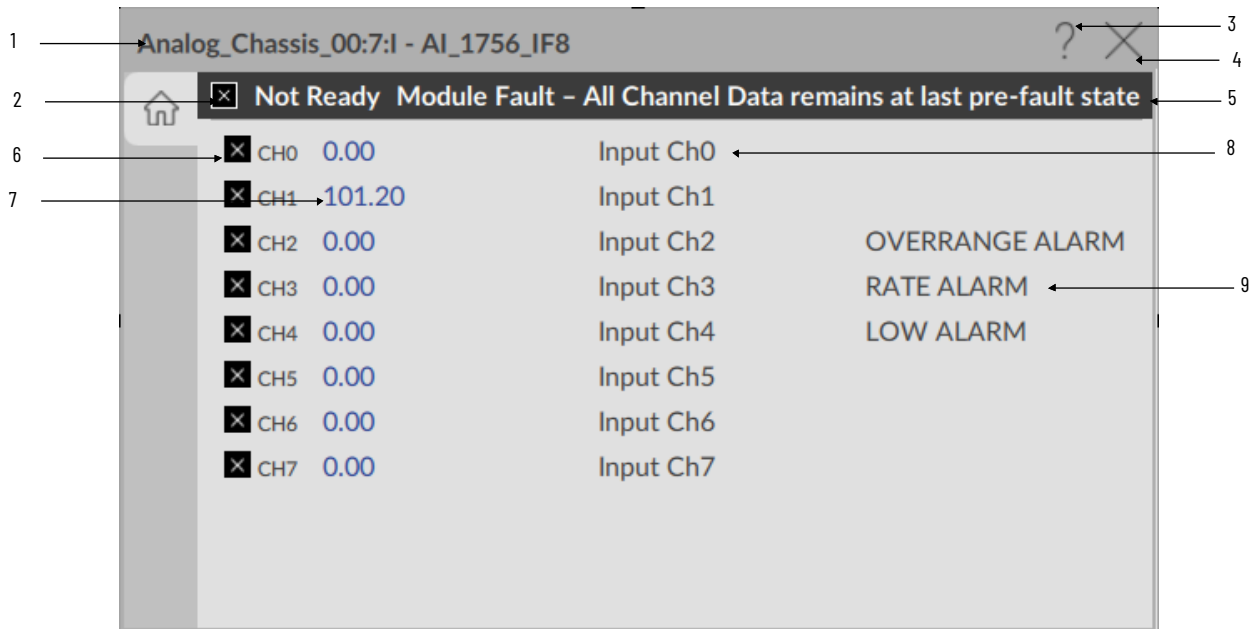 1 Analog_Chassis_00:7:I - AI_1756_IF8 ? 3
4
2 Not Ready Module Fault – All Channel Data remains at last pre-fault state 5
6 CH0 0.00 Input Ch0 8
7 CH1 101.20 Input Ch1
CH2 0.00 Input Ch2 OVERRANGE ALARM
CH3 0.00 Input Ch3 RATE ALARM 9
CH4 0.00 Input Ch4 LOW ALARM
CH5 0.00 Input Ch5
CH6 0.00 Input Ch6
CH7 0.00 Input Ch7